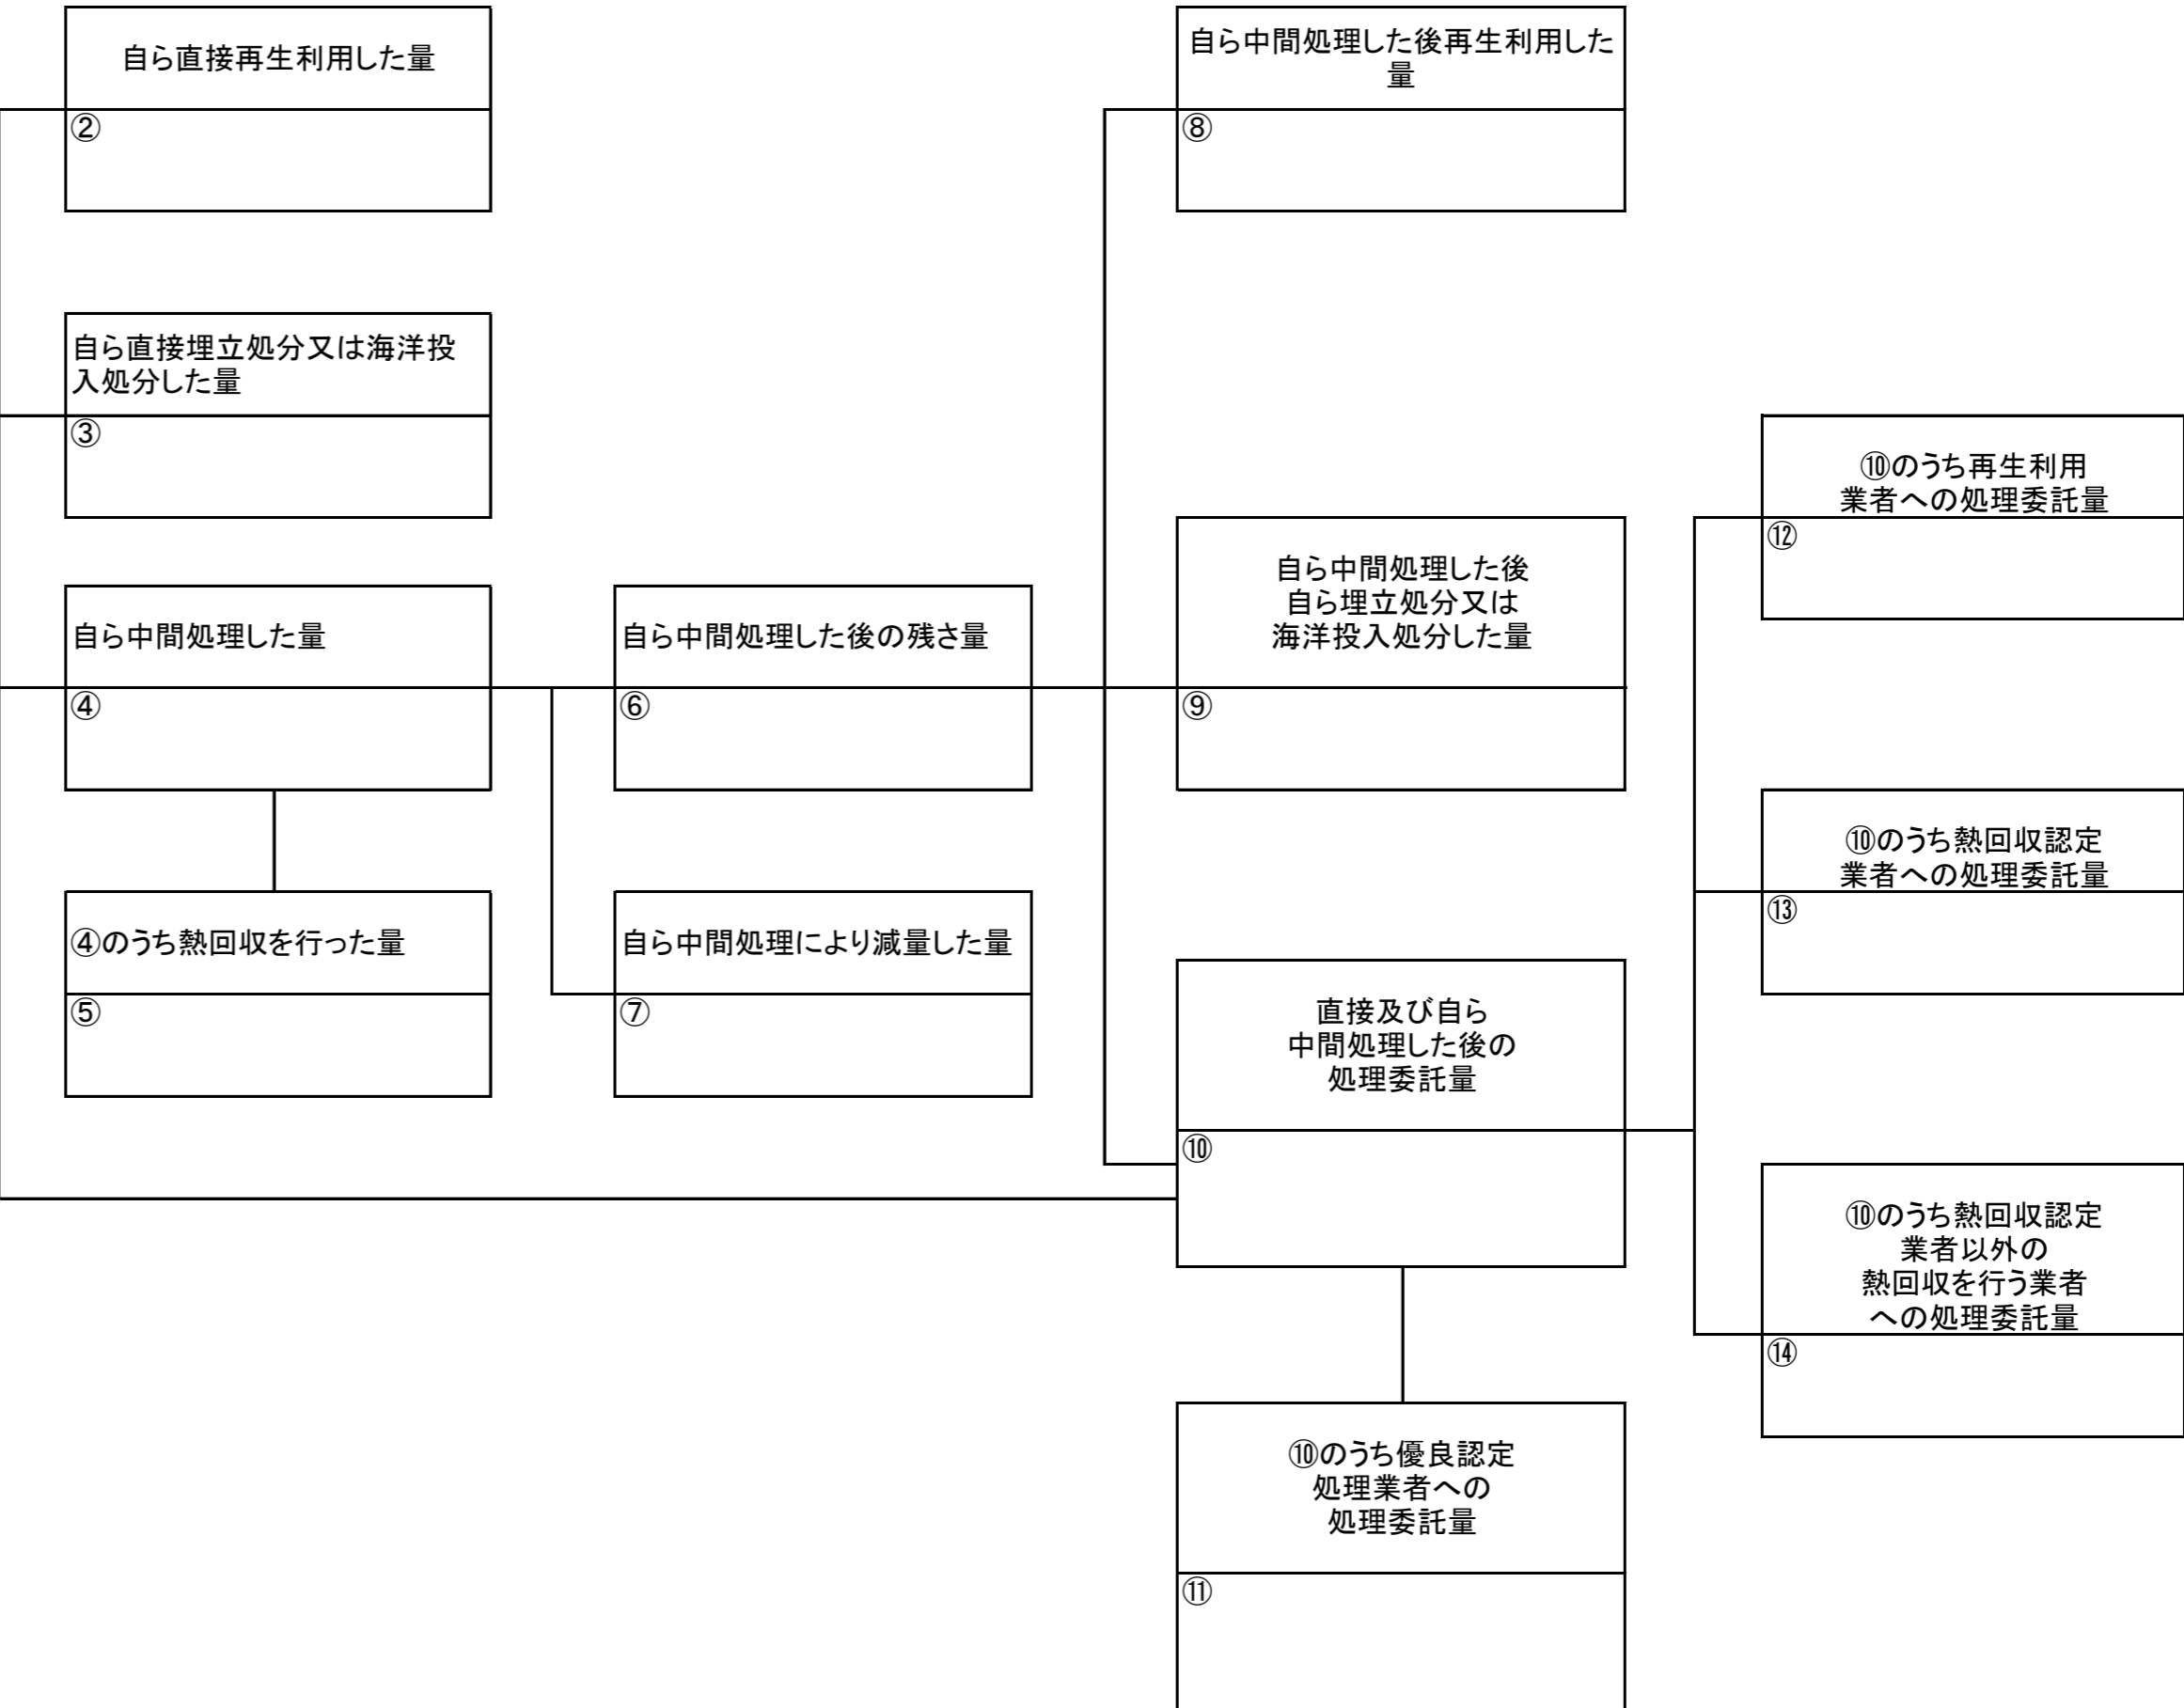 自ら直接再生利用した量
②
自ら中間処理した後再生利用した
量
⑧
自ら直接埋立処分又は海洋投
入処分した量
③
⑩のうち再生利用
業者への処理委託量
⑫
自ら中間処理した量
④
自ら中間処理した後の残さ量
⑥
自ら中間処理した後
自ら埋立処分又は
海洋投入処分した量
⑨
⑩のうち熱回収認定
業者への処理委託量
⑬
④のうち熱回収を行った量
⑤
自ら中間処理により減量した量
⑦
直接及び自ら
中間処理した後の
処理委託量
⑩
⑩のうち熱回収認定
業者以外の
熱回収を行う業者
への処理委託量
⑭
⑩のうち優良認定
処理業者への
処理委託量
⑪